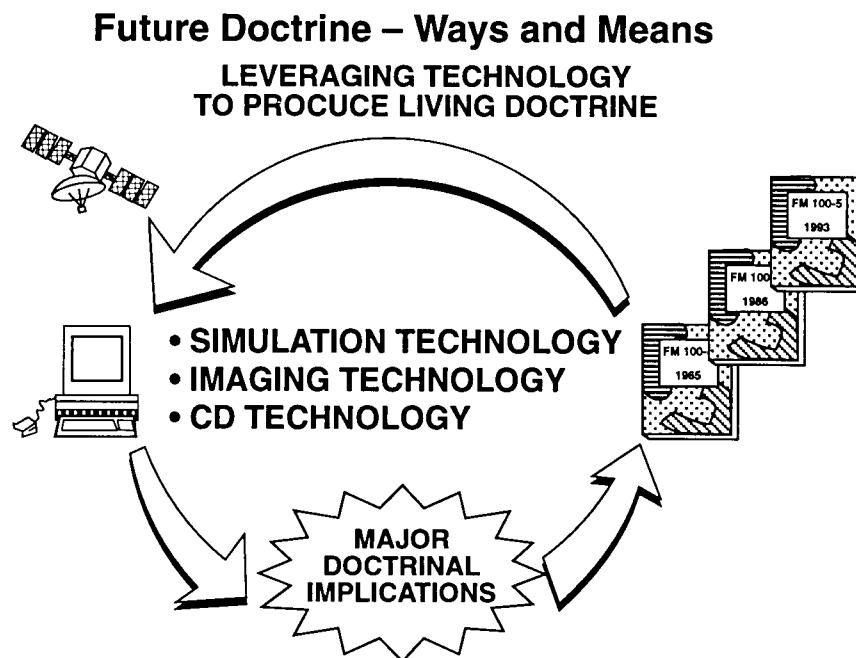 Future Doctrine – Ways and Means
LEVERAGING TECHNOLOGY
TO PROCUCE LIVING DOCTRINE
FM 100-5
1993
FM 100
1986
FM 100-
1965
• SIMULATION TECHNOLOGY
• IMAGING TECHNOLOGY
• CD TECHNOLOGY
MAJOR
DOCTRINAL
IMPLICATIONS